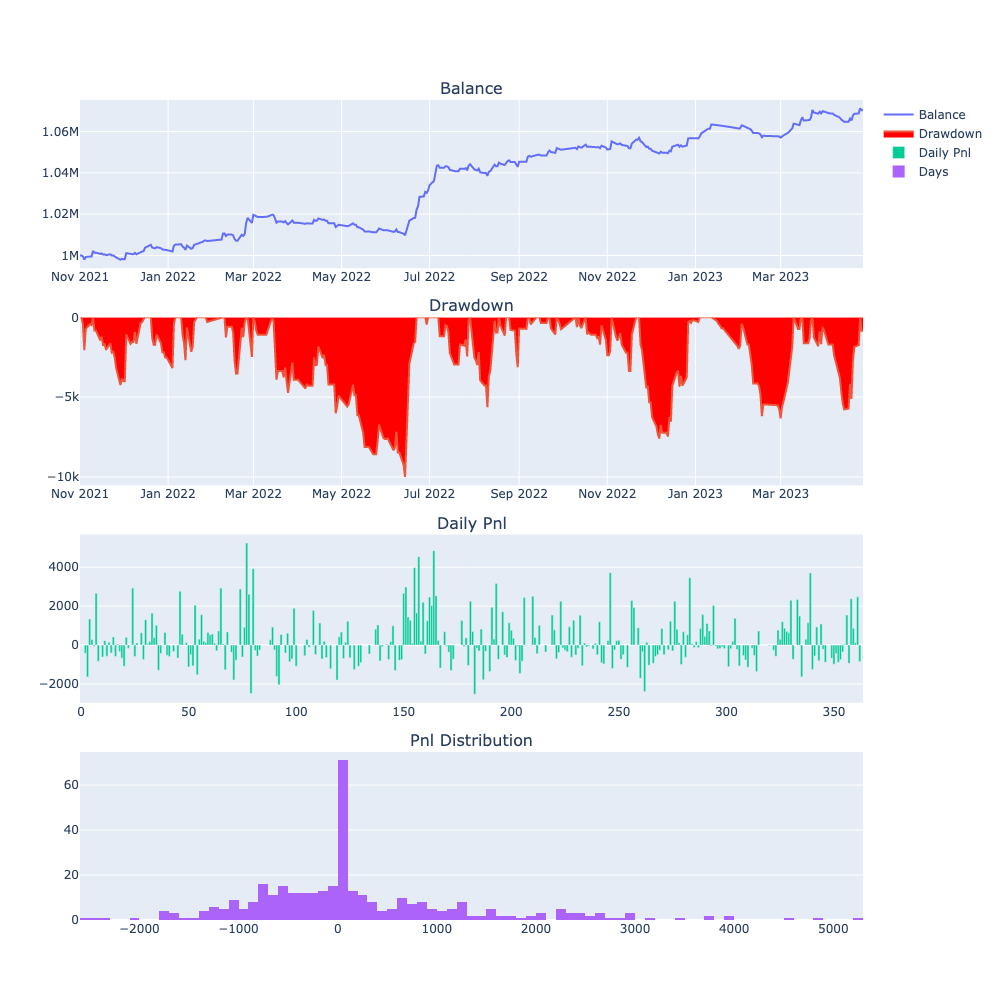 Balance
1.06M
1.04M
1.02M
1M
Nov 2021 Jan 2022 Mar 2022 May 2022 Jul 2022 Sep 2022 Nov 2022 Jan 2023 Mar 2023
Balance
Drawdown
Daily Pnl
Days
Drawdown
0
−5k
−10k
Nov 2021 Jan 2022 Mar 2022 May 2022 Jul 2022 Sep 2022 Nov 2022 Jan 2023 Mar 2023
Daily Pnl
4000
2000
0
−2000
0 50 100 150 200 250 300 350
Pnl Distribution
60
40
20
0
−2000 −1000 0 1000 2000 3000 4000 5000